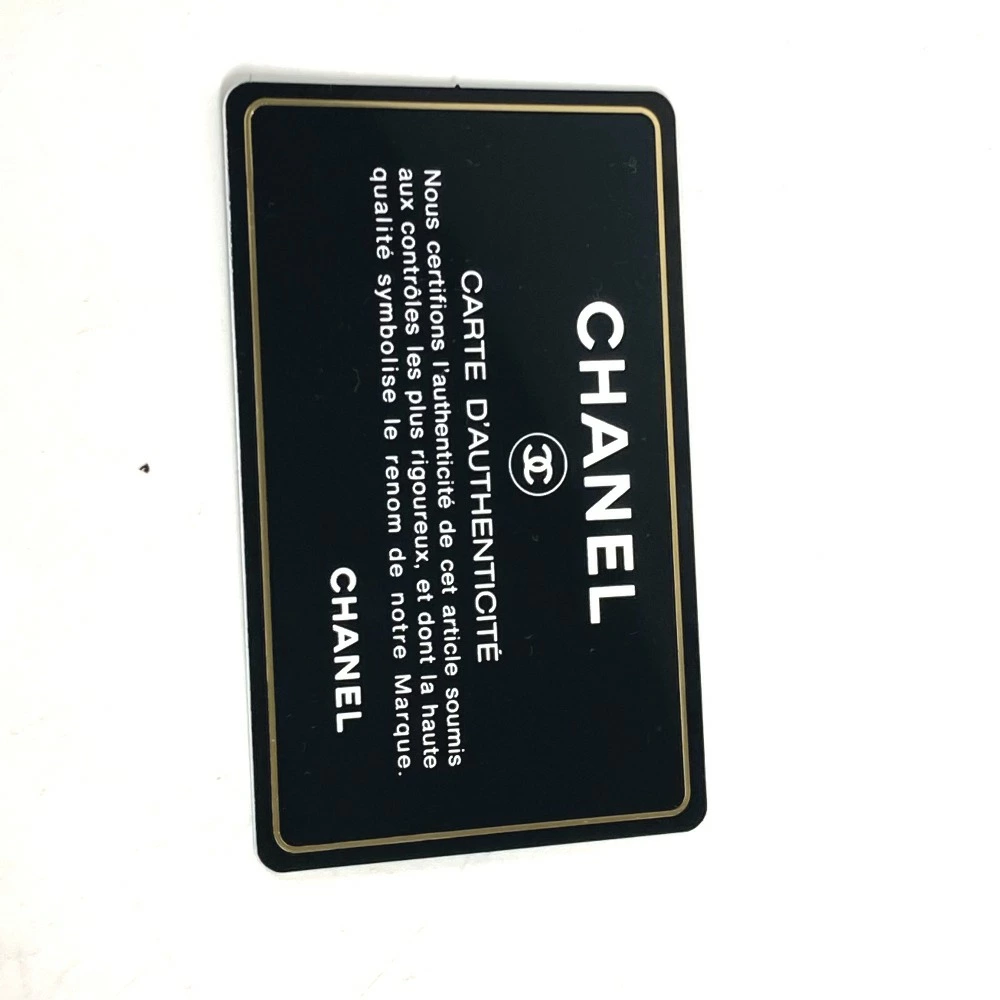 CHANEL
CARTE D'AUTHENTICITÉ
Nous certifions l'authenticité de cet article soumis
aux contrôles les plus rigoureux, et dont la haute
qualité symbolise le renom de notre Marque.
CHANEL